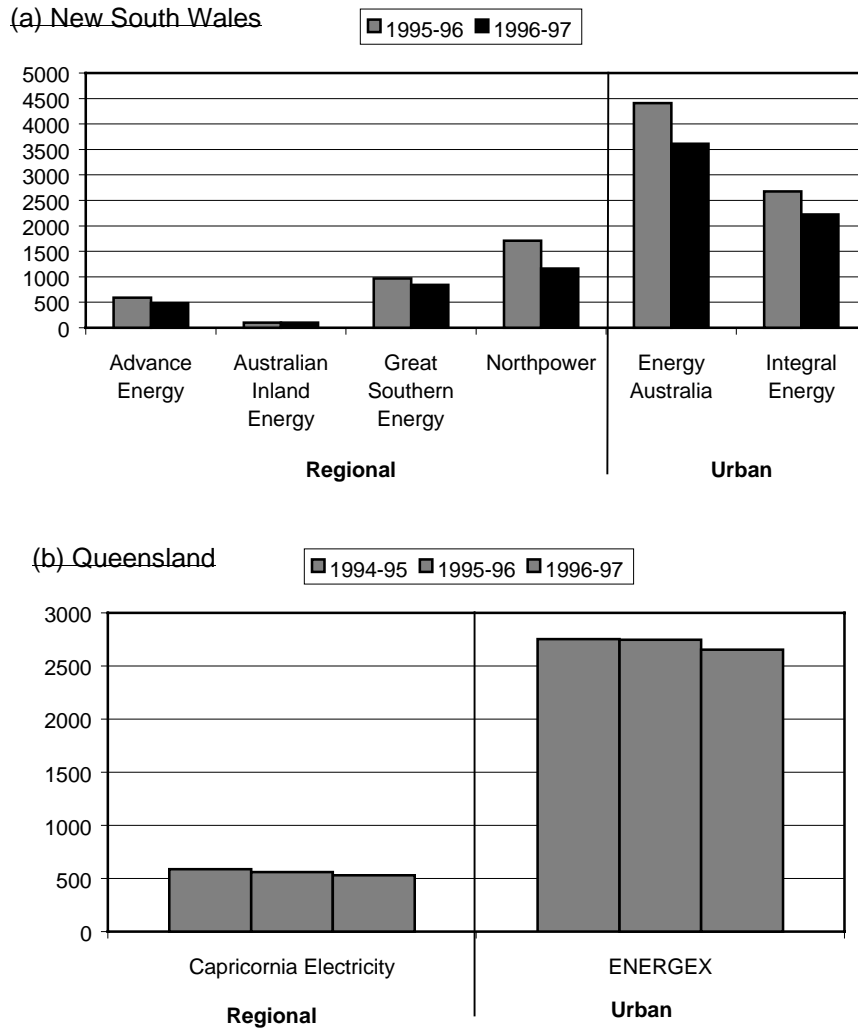 (a) New South Wales
1995-96 1996-97
5000
4500
4000
3500
3000
2500
2000
1500
1000
500
0
Advance Energy
Australian Inland Energy
Great Southern Energy
Northpower
Energy Australia
Integral Energy
Regional
Urban
(b) Queensland
1994-95 1995-96 1996-97
3000
2500
2000
1500
1000
500
0
Capricornia Electricity
ENERGEX
Regional
Urban